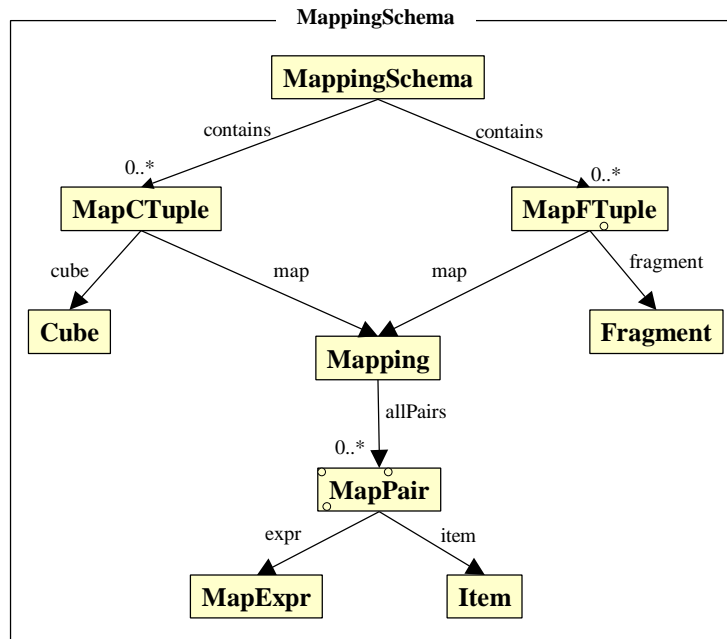 MappingSchema
MappingSchema
contains
contains
0..*
0..*
MapCTuple
MapFTuple
cube
map
map
fragment
Cube
Mapping
Fragment
allPairs
0..*
MapPair
expr
item
MapExpr
Item